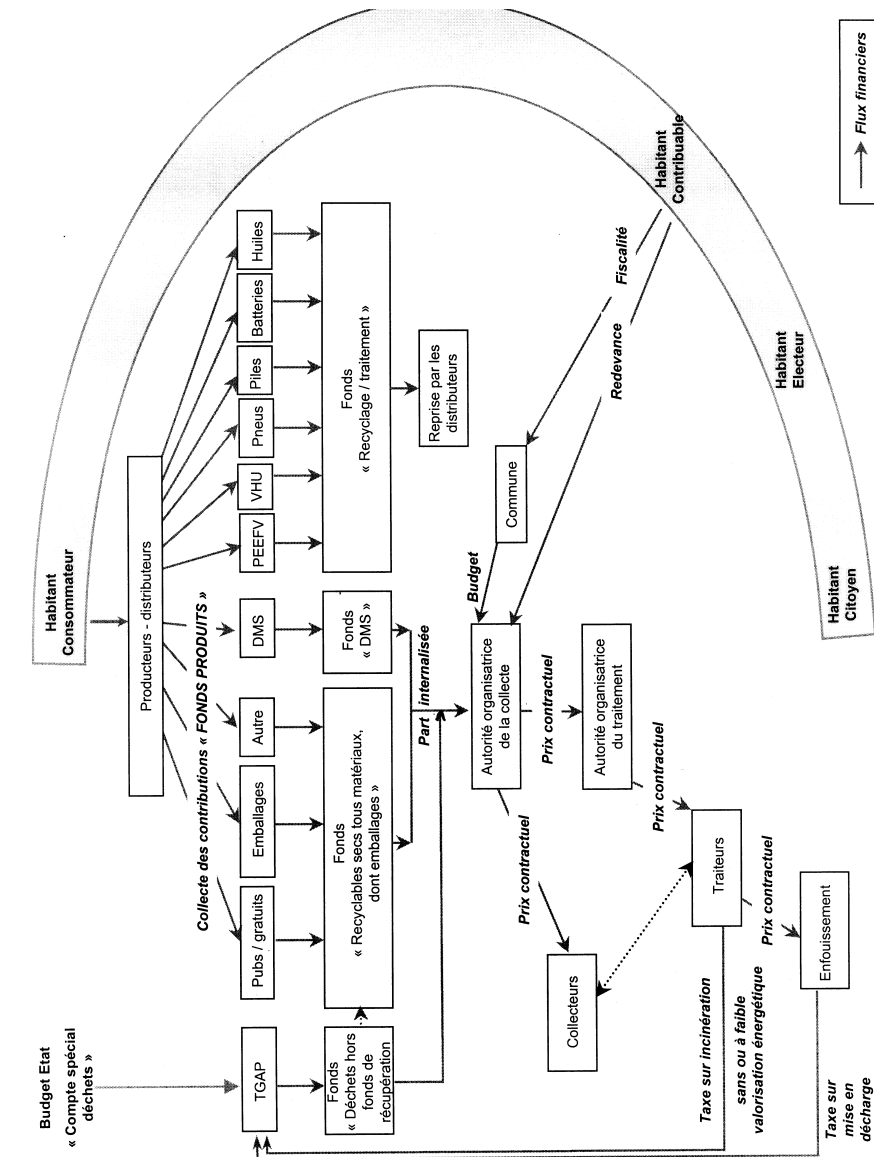 Budget Etat
« Compte spécial
déchets »
Habitant
Consommateur
Producteurs - distributeurs
Collecte des contributions « FONDS PRODUITS »
TGAP
Pubs / gratuits
Emballages
Autre
DMS
PEEFV
VHU
Pneus
Piles
Batteries
Huiles
Fonds
« Déchets hors
fonds de
récupération
Fonds
« Recyclables secs tous matériaux,
dont emballages »
Fonds
« DMS »
Fonds
« Recyclage / traitement »
Reprise par les
distributeurs
Part internalisée
Budget
Commune
Fiscalité
Redevance
Habitant
Contribuable
Autorité organisatrice
de la collecte
Prix contractuel
Autorité organisatrice
du traitement
Prix contractuel
Collecteurs
Prix contractuel
Traiteurs
Prix contractuel
Enfouissement
Taxe sur incinération
sans ou à faible
valorisation énergétique
Taxe sur
mise en
décharge
Habitant
Electeur
Habitant
Citoyen
Flux financiers